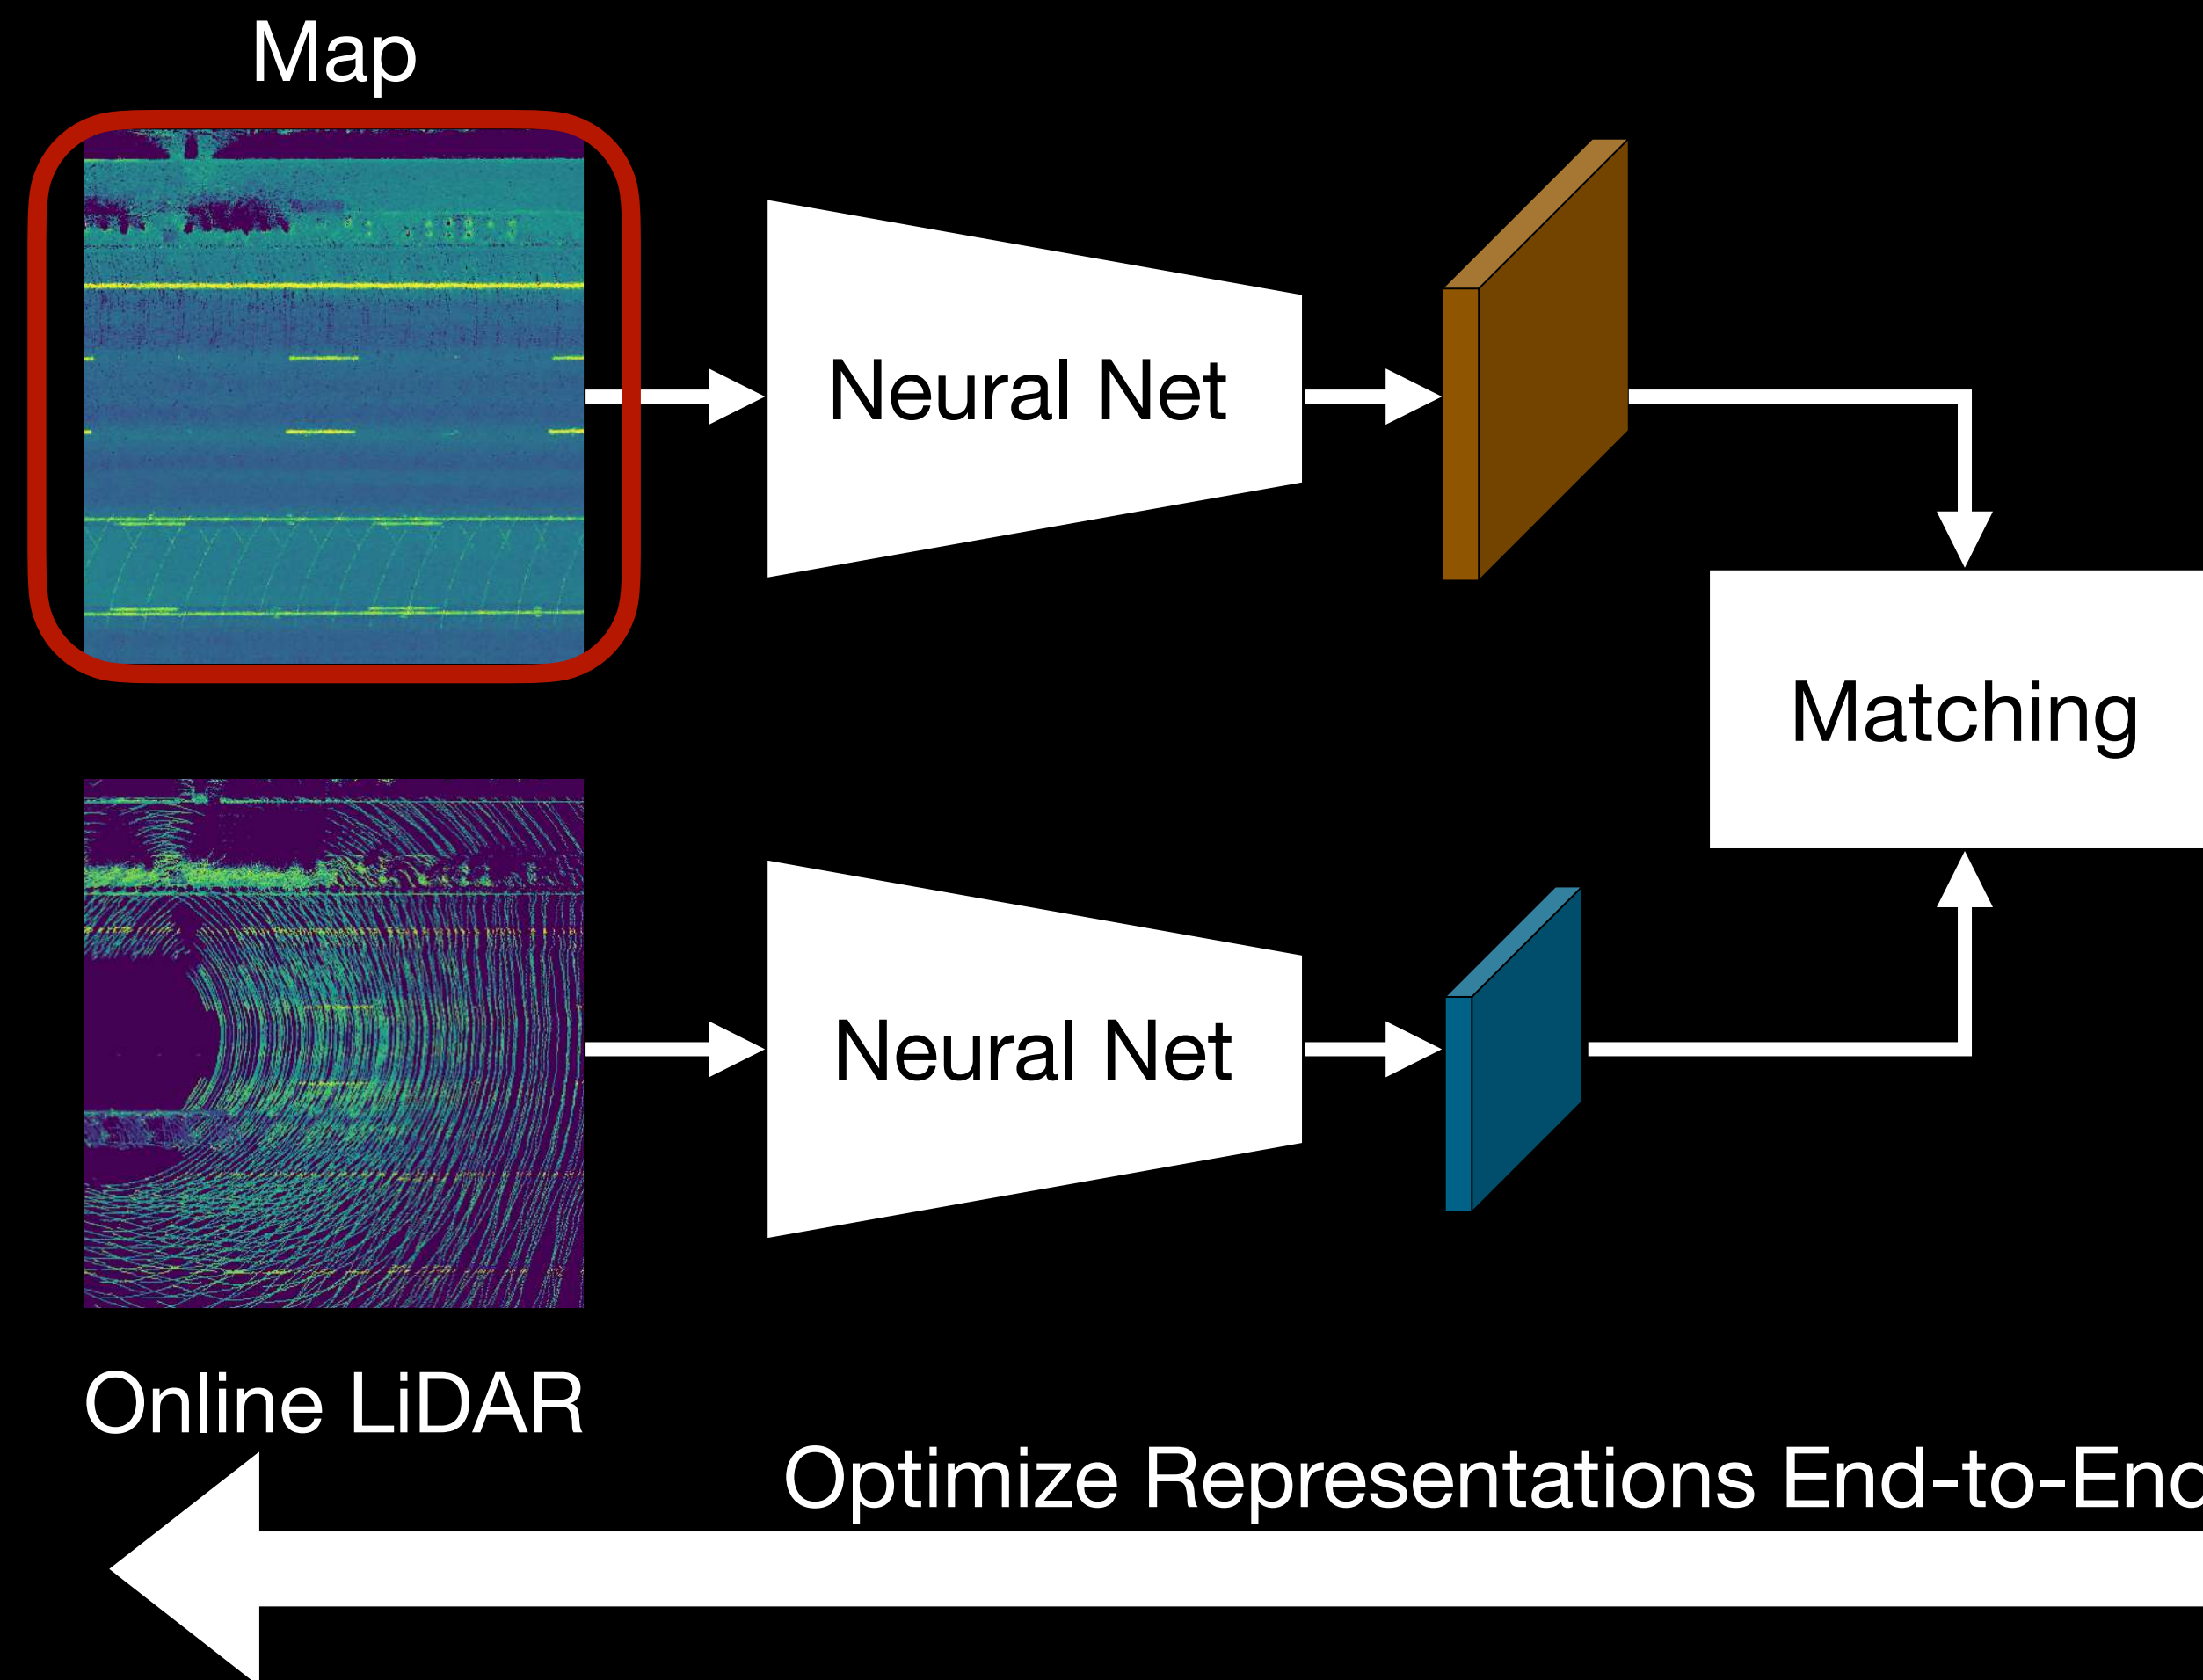 Map
Neural Net
Matching
Neural Net
Online LiDAR
Optimize Representations End-to-End